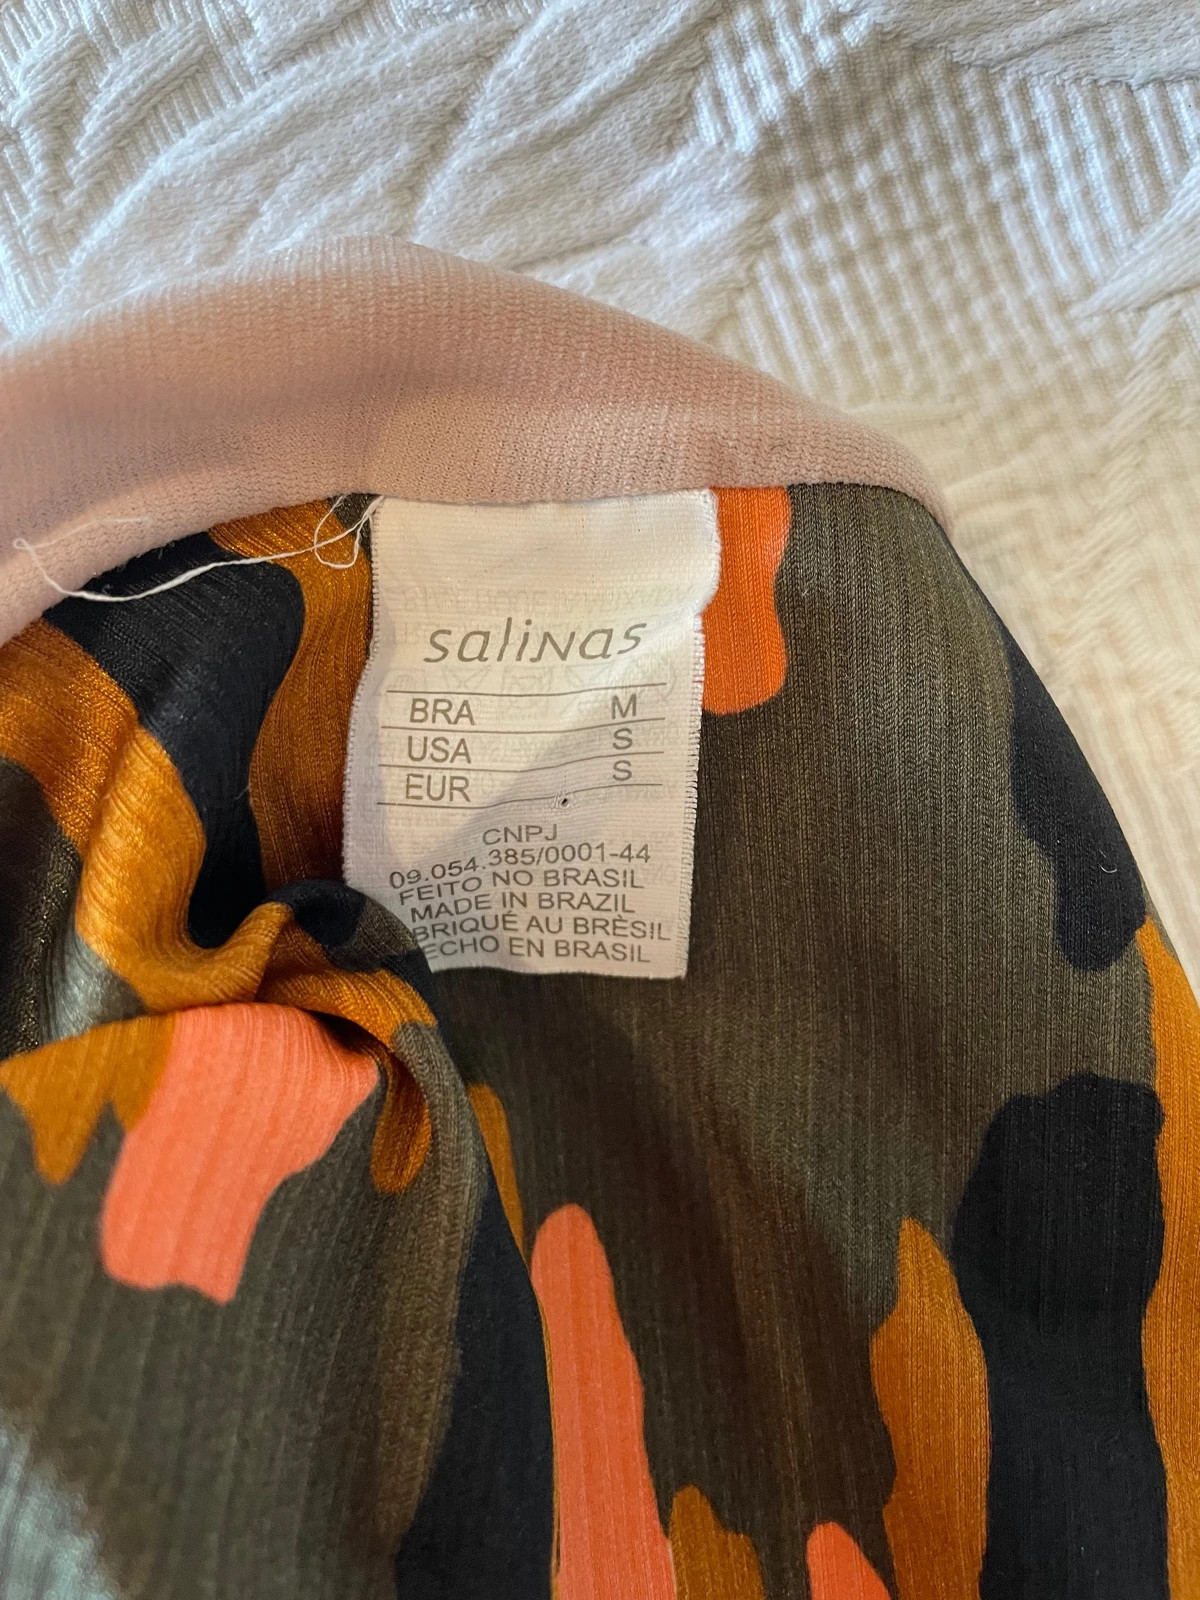 salinas
BRA M
USA S
EUR S
CNPJ
09.054.385/0001-44
FEITO NO BRASIL
MADE IN BRAZIL
BRIQUÉ AU BRÈSIL
ECHO EN BRASIL